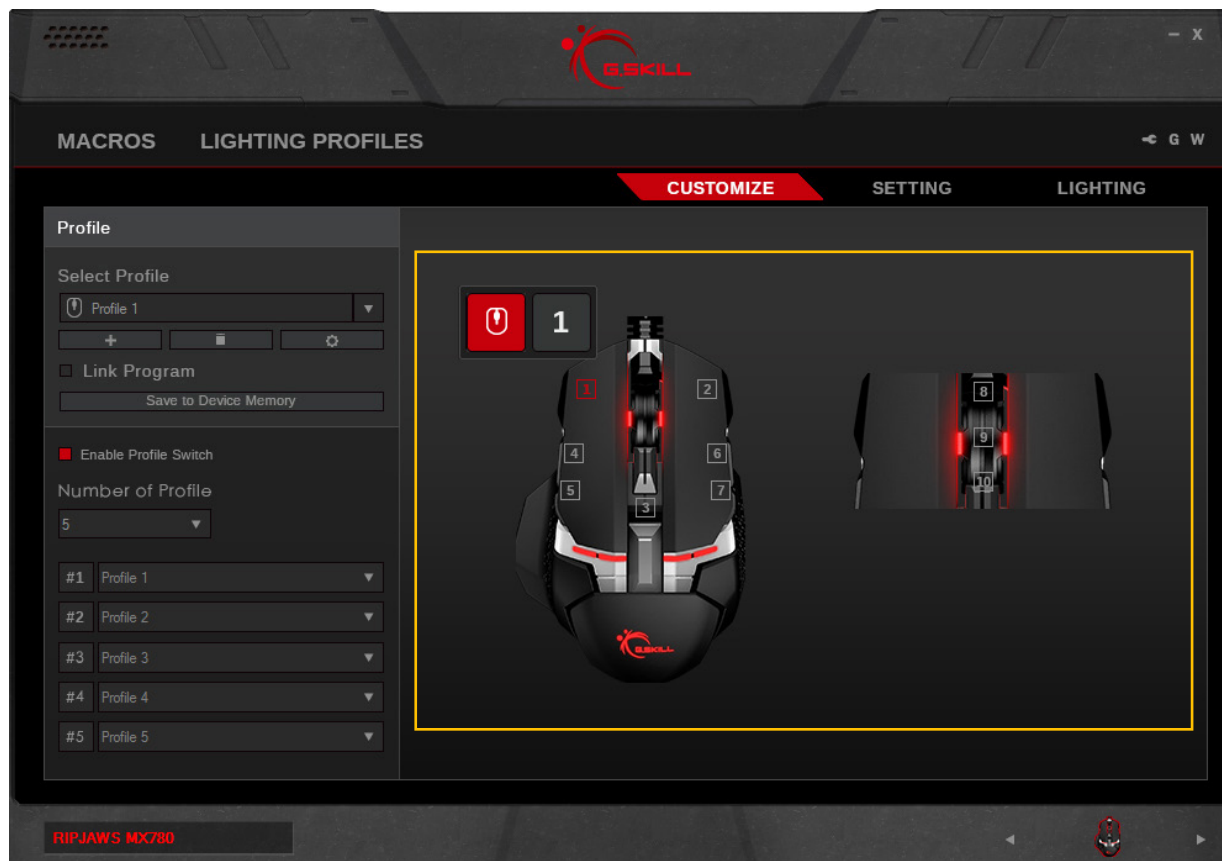 G.SKILL
- X
MACROS LIGHTING PROFILES G W
CUSTOMIZE SETTING LIGHTING
Profile
Select Profile
Profile 1
Link Program
Save to Device Memory
Enable Profile Switch
Number of Profile
5
#1 Profile 1
#2 Profile 2
#3 Profile 3
#4 Profile 4
#5 Profile 5
1
1 2
4 6
5 7
3
G.SKILL
8
9
10
RIPJAWS MX780